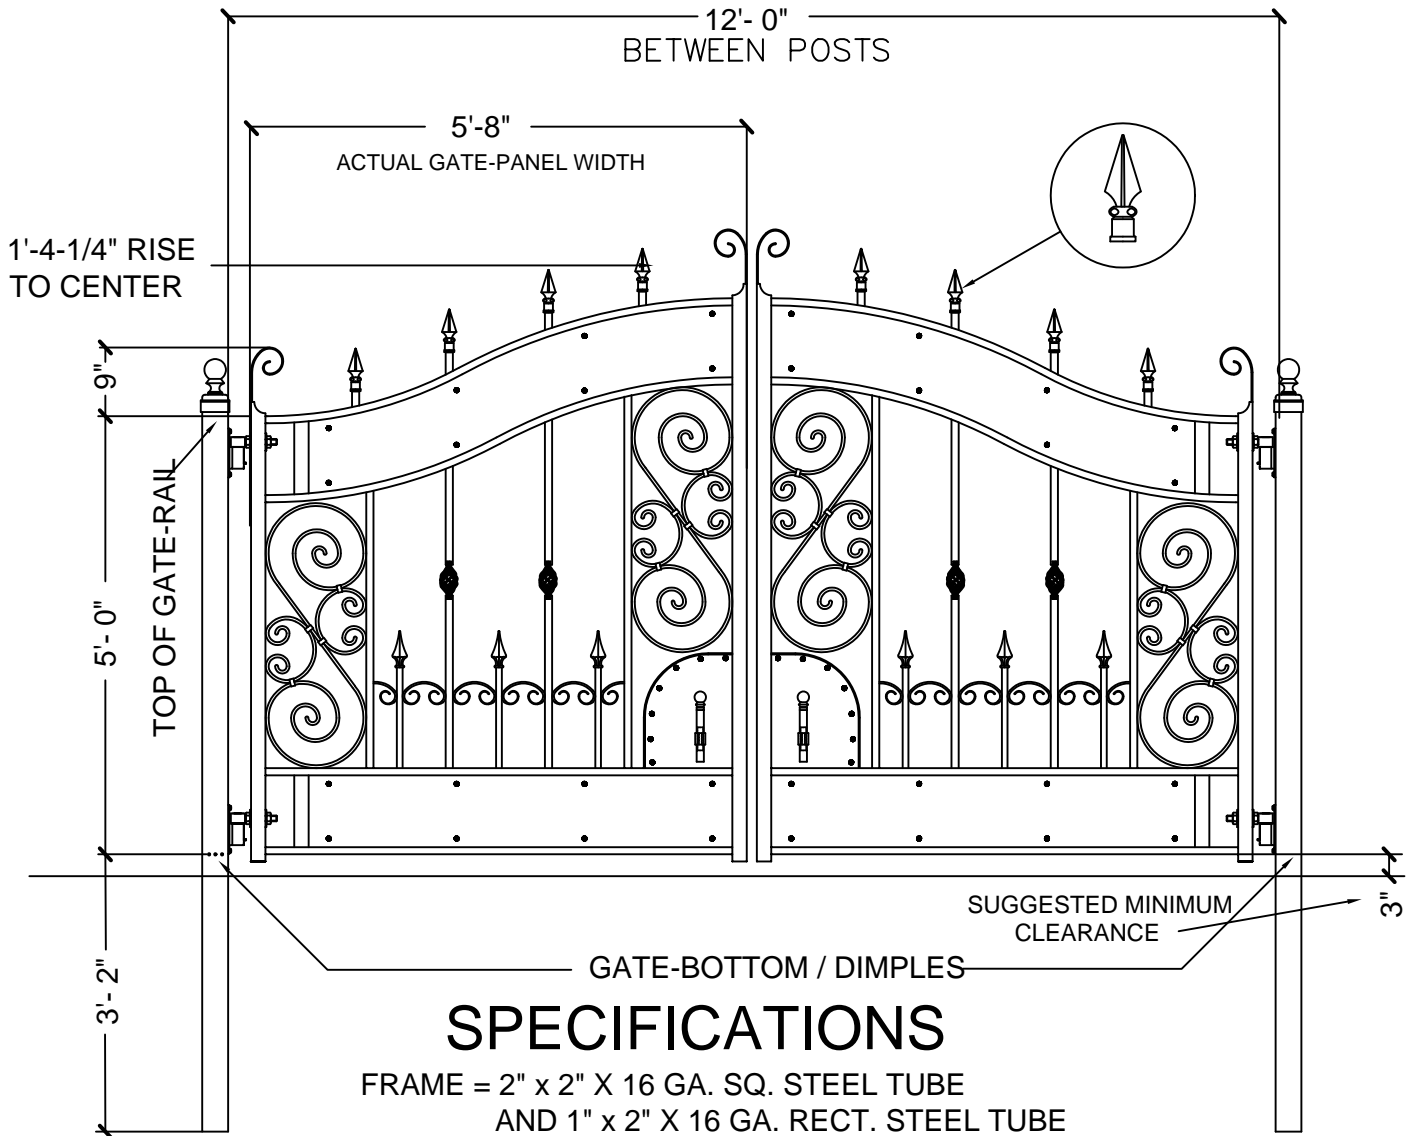 12'- 0"
BETWEEN POSTS
5'-8"
ACTUAL GATE-PANEL WIDTH
1'-4-1/4" RISE
TO CENTER
9"
TOP OF GATE-RAIL
5'- 0"
3"
SUGGESTED MINIMUM
CLEARANCE
3'- 2"
GATE-BOTTOM / DIMPLES
SPECIFICATIONS
FRAME = 2" x 2" X 16 GA. SQ. STEEL TUBE
AND 1" x 2" X 16 GA. RECT. STEEL TUBE